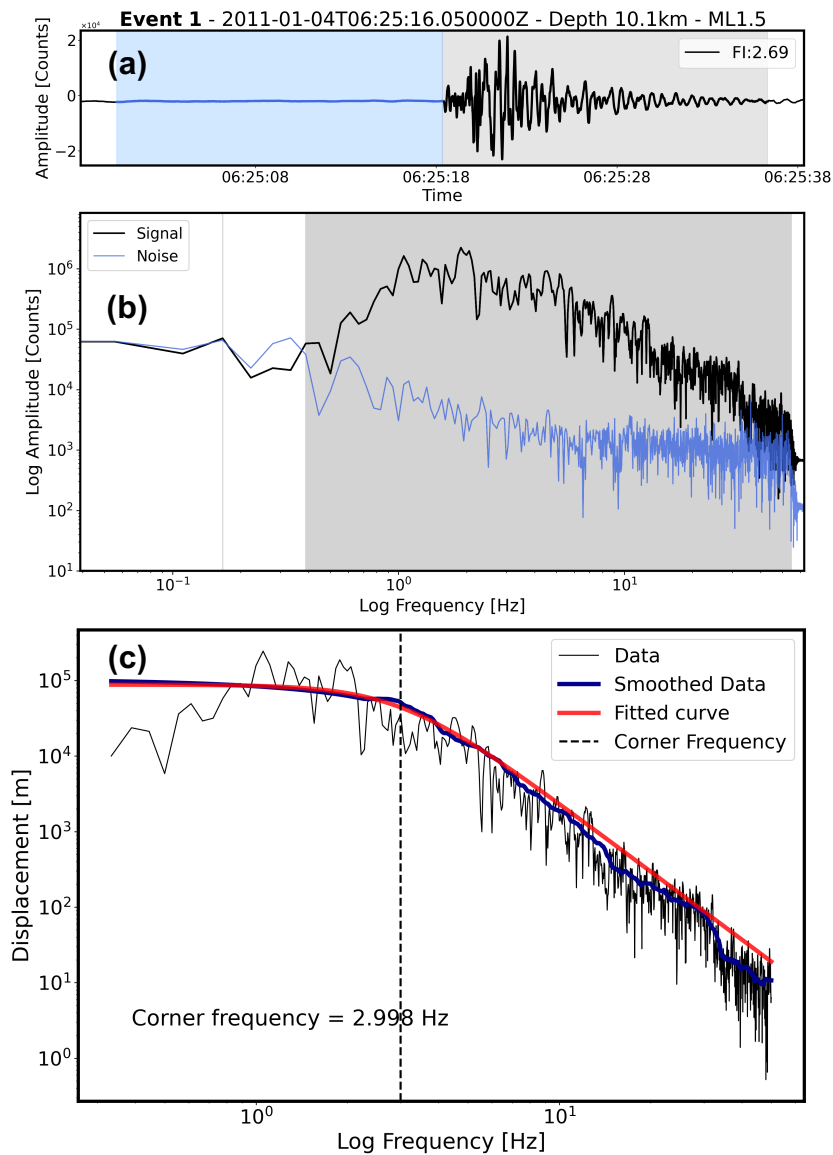 Event 1 - 2011-01-04T06:25:16.050000Z - Depth 10.1km - ML1.5
×10⁴
(a)
FI:2.69
Amplitude [Counts]
2
0
−2
06:25:08 06:25:18 06:25:28 06:25:38
Time
Signal
Noise
(b)
Log Amplitude [Counts]
10⁶
10⁵
10⁴
10³
10²
10¹
10⁻¹ 10⁰ 10¹
Log Frequency [Hz]
(c)
Data
Smoothed Data
Fitted curve
Corner Frequency
Displacement [m]
10⁵
10⁴
10³
10²
10¹
10⁰
Corner frequency = 2.998 Hz
10⁰ 10¹
Log Frequency [Hz]